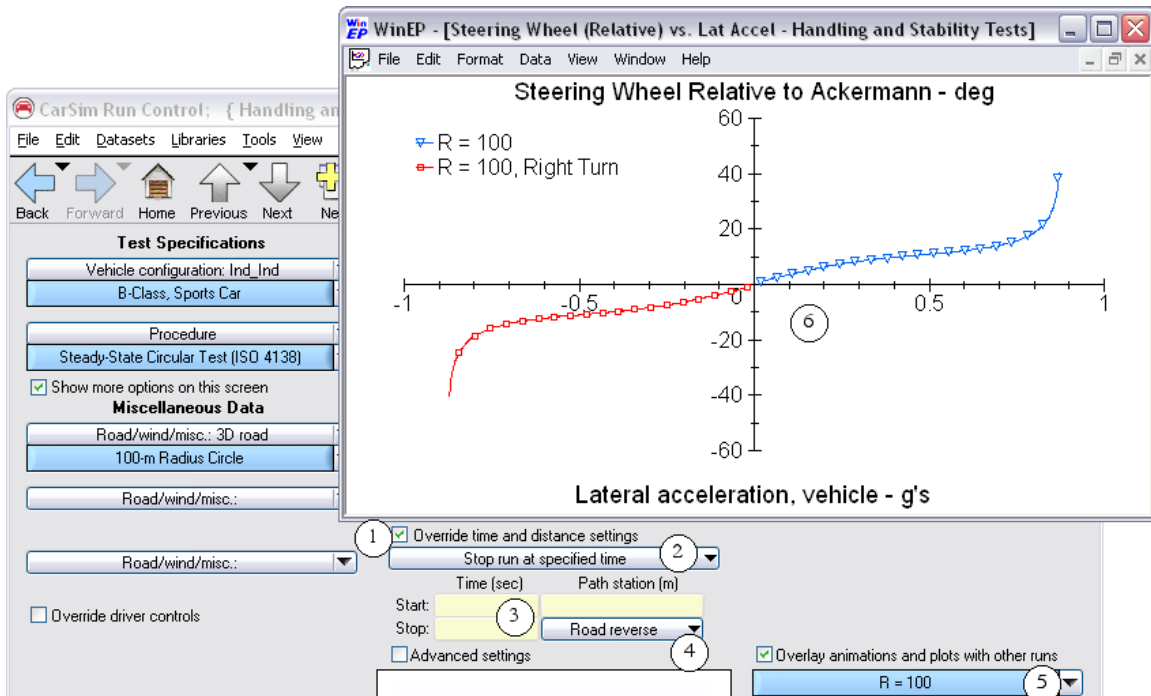 WinEP - [Steering Wheel (Relative) vs. Lat Accel - Handling and Stability Tests]
File Edit Format Data View Window Help
Steering Wheel Relative to Ackermann - deg
R = 100
R = 100, Right Turn
60
40
20
0
-20
-40
-60
-1 -0.5 0.5 1
6
Lateral acceleration, vehicle - g's
CarSim Run Control; { Handling an
File Edit Datasets Libraries Tools View
Back Forward Home Previous Next Ne
Test Specifications
Vehicle configuration: Ind_Ind
B-Class, Sports Car
Procedure
Steady-State Circular Test (ISO 4138)
Show more options on this screen
Miscellaneous Data
Road/wind/misc.: 3D road
100-m Radius Circle
Road/wind/misc.:
Road/wind/misc.:
Override driver controls
1 Override time and distance settings
Stop run at specified time 2
Time (sec) Path station (m)
Start:
3
Stop: Road reverse
4
Advanced settings
Overlay animations and plots with other runs
R = 100 5